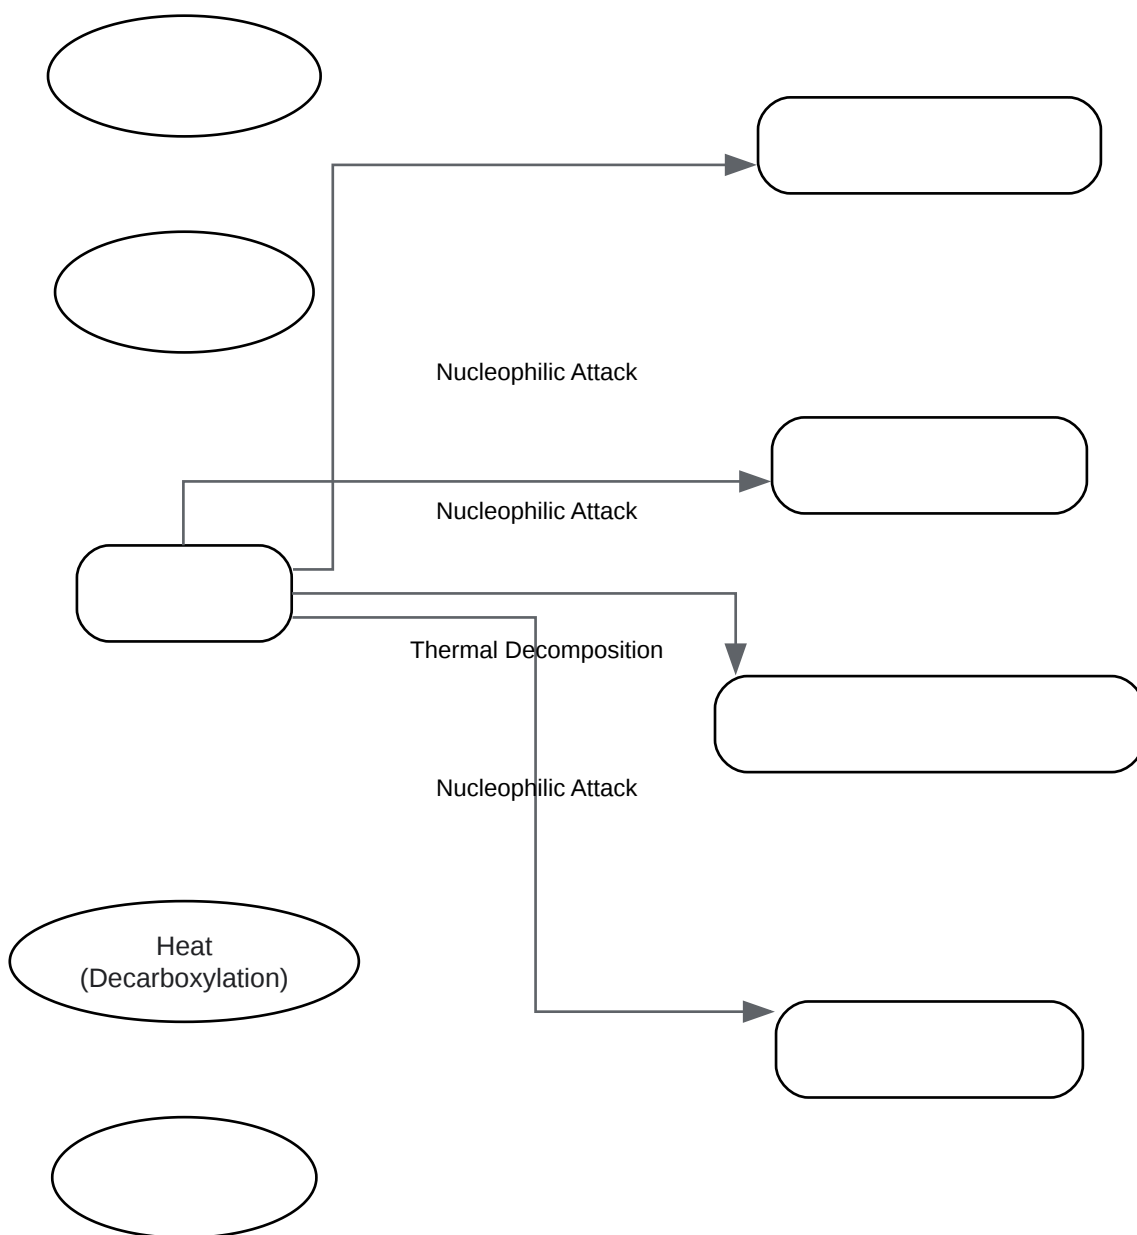 Nucleophilic Attack
Nucleophilic Attack
Thermal Decomposition
Nucleophilic Attack
Heat
(Decarboxylation)